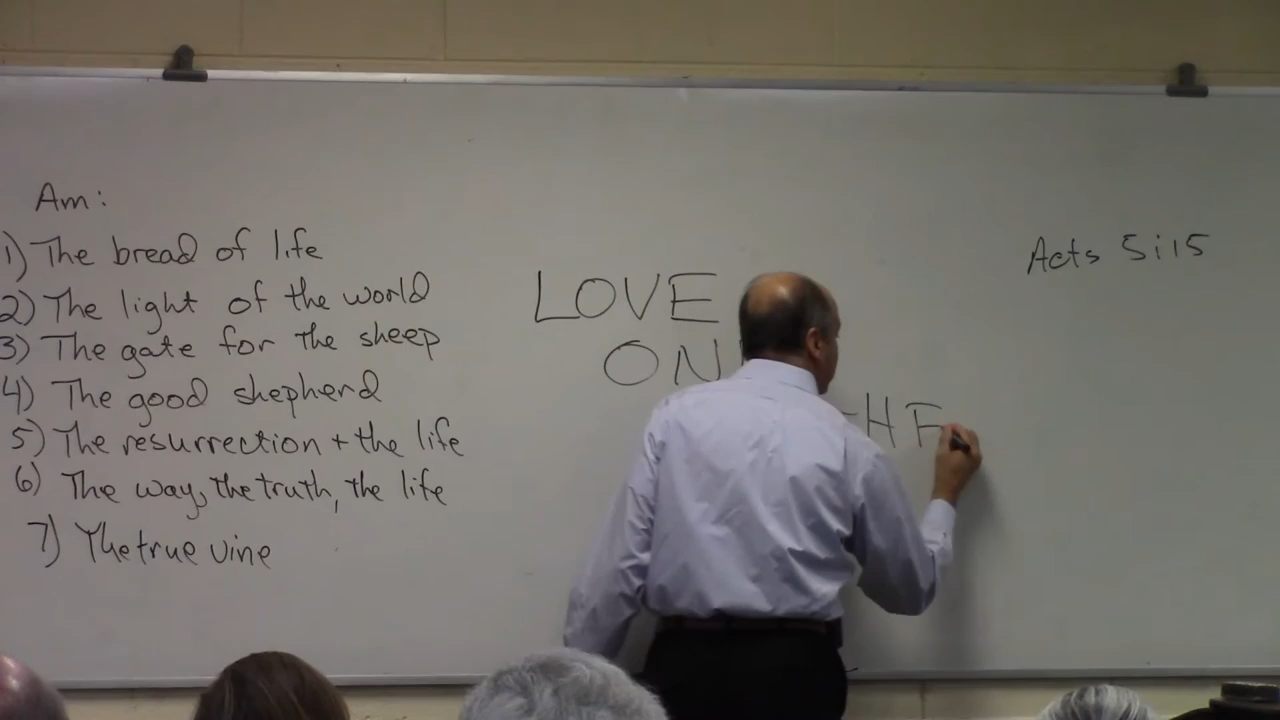 Am:
1) The bread of life
2) The light of the world
3) The gate for the sheep
4) The good shepherd
5) The resurrection + the life
6) The way, the truth, the life
7) The true vine
LOVE
ON
Acts 5:15